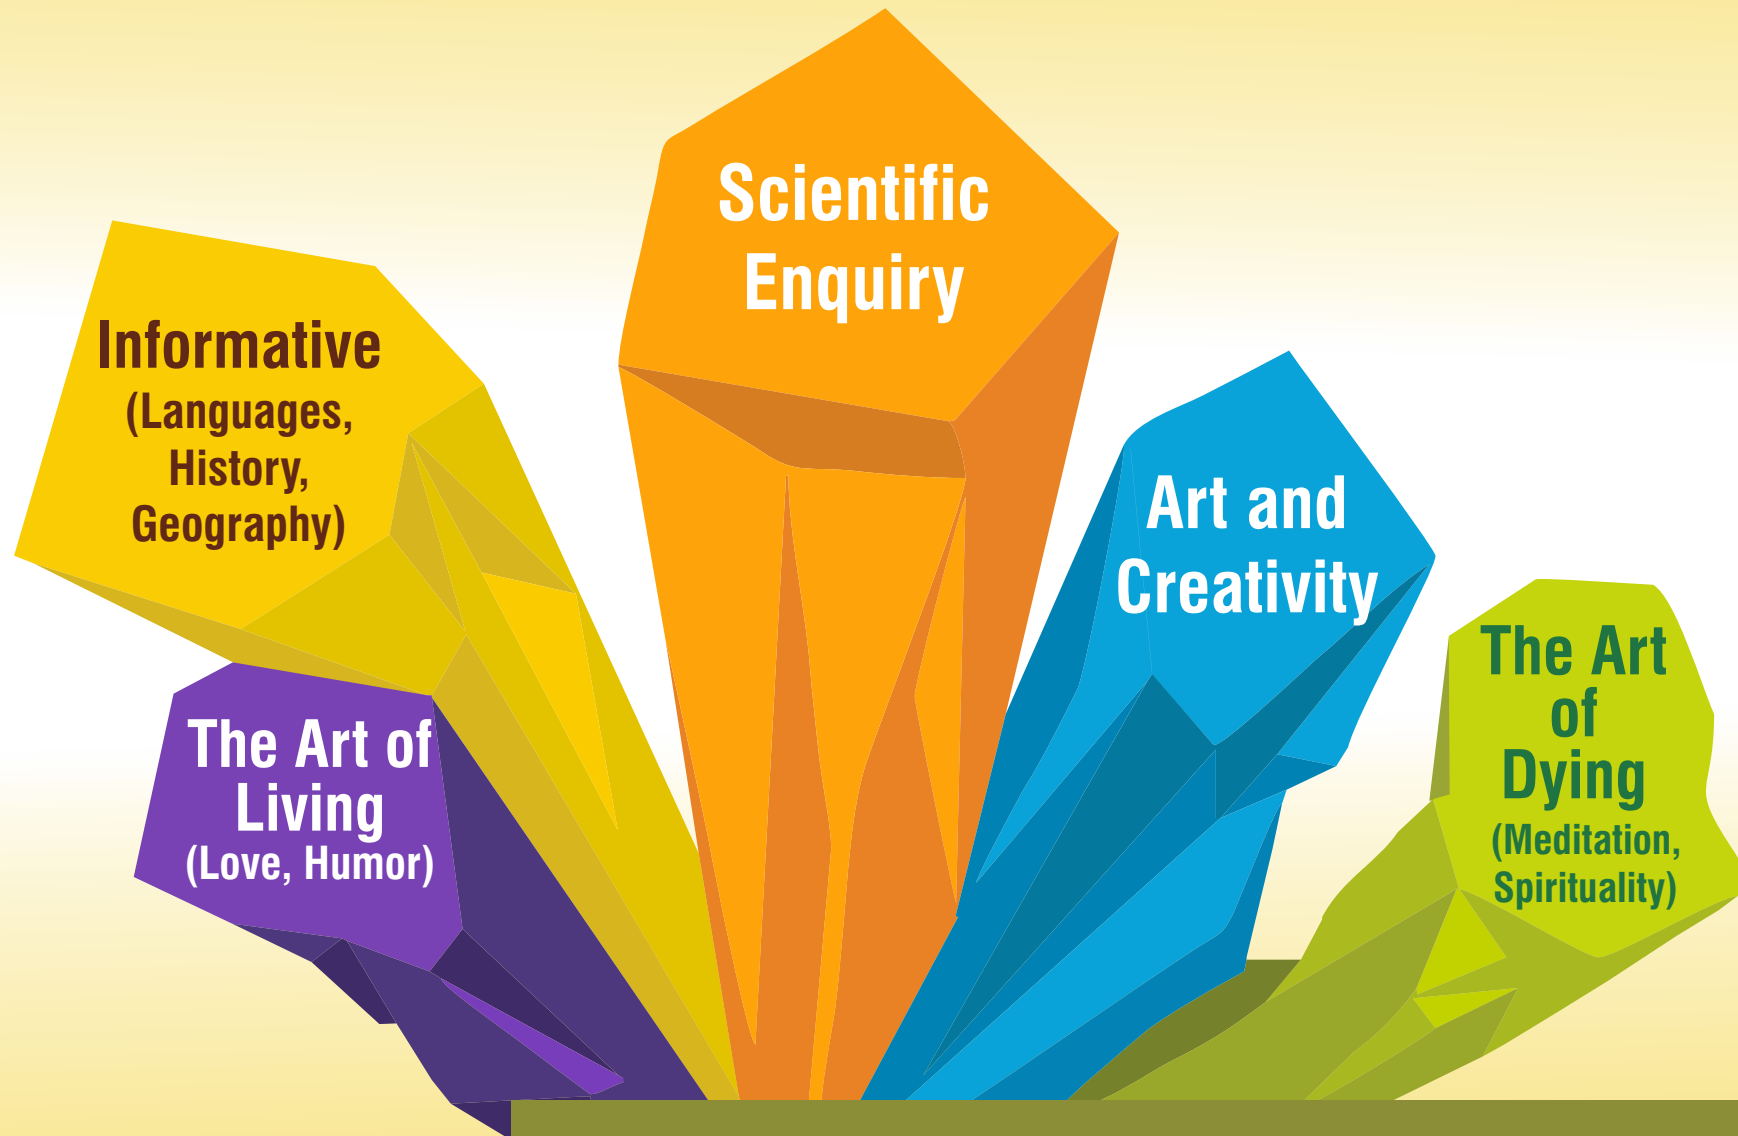 Scientific
Enquiry
Informative
(Languages,
History,
Geography)
Art and
Creativity
The Art of
Living
(Love, Humor)
The Art
of
Dying
(Meditation,
Spirituality)